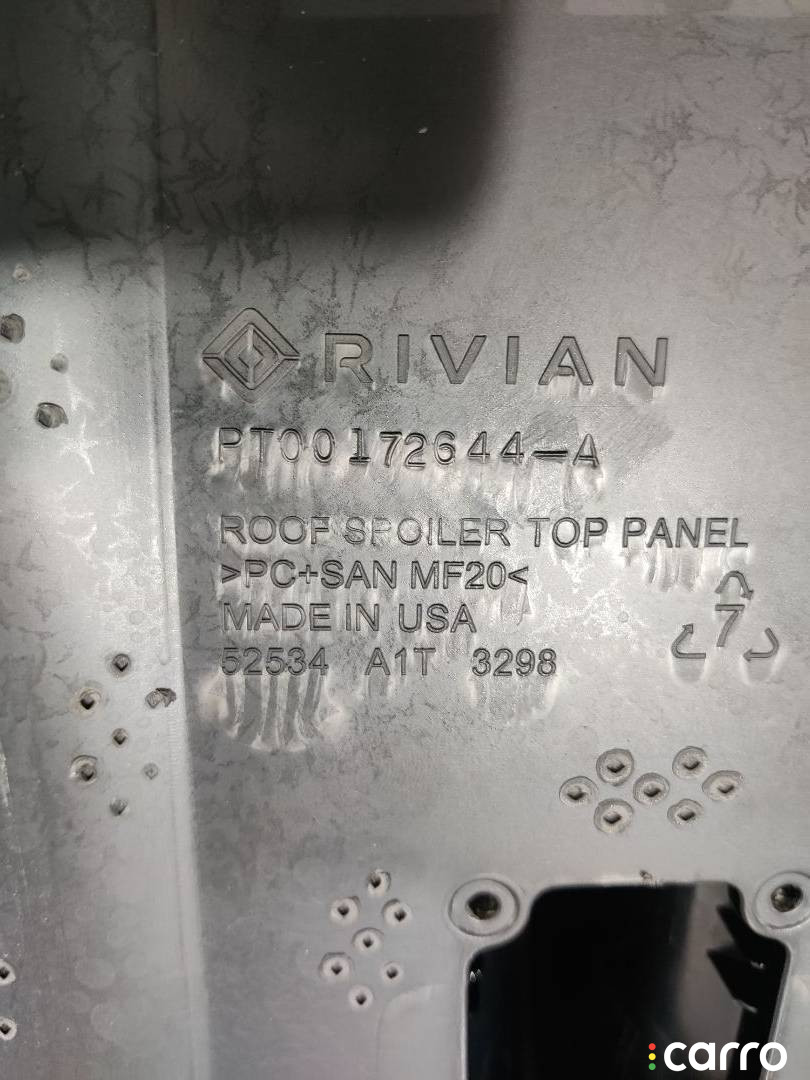 RIVIAN
PT00172644-A
ROOF SPOILER TOP PANEL
>PC+SAN MF20<
MADE IN USA
7
52534 A1T 3298
carro